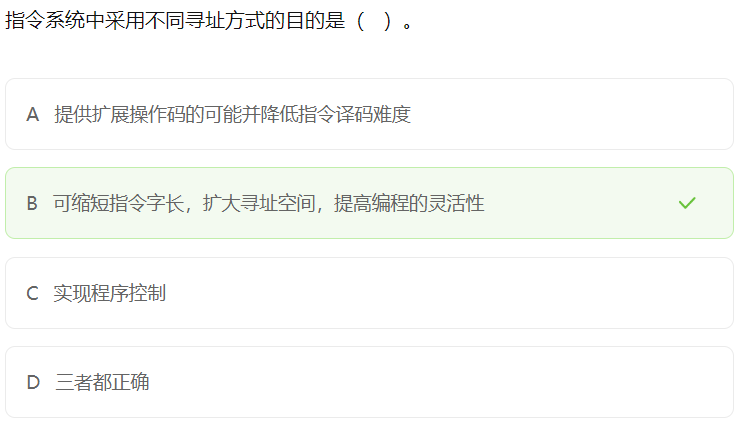 指令系统中采用不同寻址方式的目的是（　）。
A 提供扩展操作码的可能并降低指令译码难度
B 可缩短指令字长，扩大寻址空间，提高编程的灵活性
C 实现程序控制
D 三者都正确